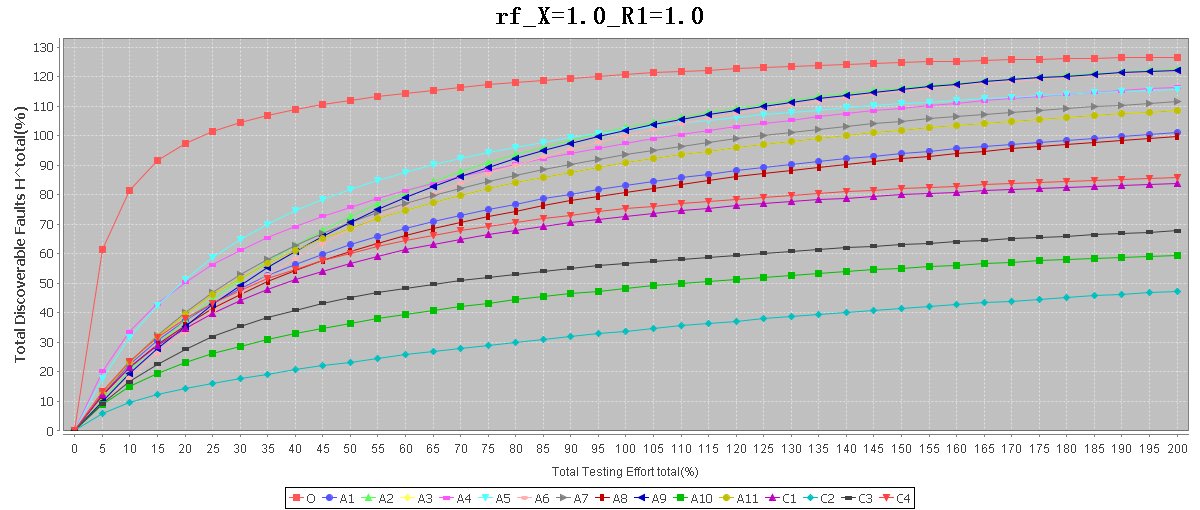 rf_X=1.0_R1=1.0
Total Discoverable Faults H^total(%)
130
120
110
100
90
80
70
60
50
40
30
20
10
0
0 5 10 15 20 25 30 35 40 45 50 55 60 65 70 75 80 85 90 95 100 105 110 115 120 125 130 135 140 145 150 155 160 165 170 175 180 185 190 195 200
Total Testing Effort total(%)
O A1 A2 A3 A4 A5 A6 A7 A8 A9 A10 A11 C1 C2 C3 C4